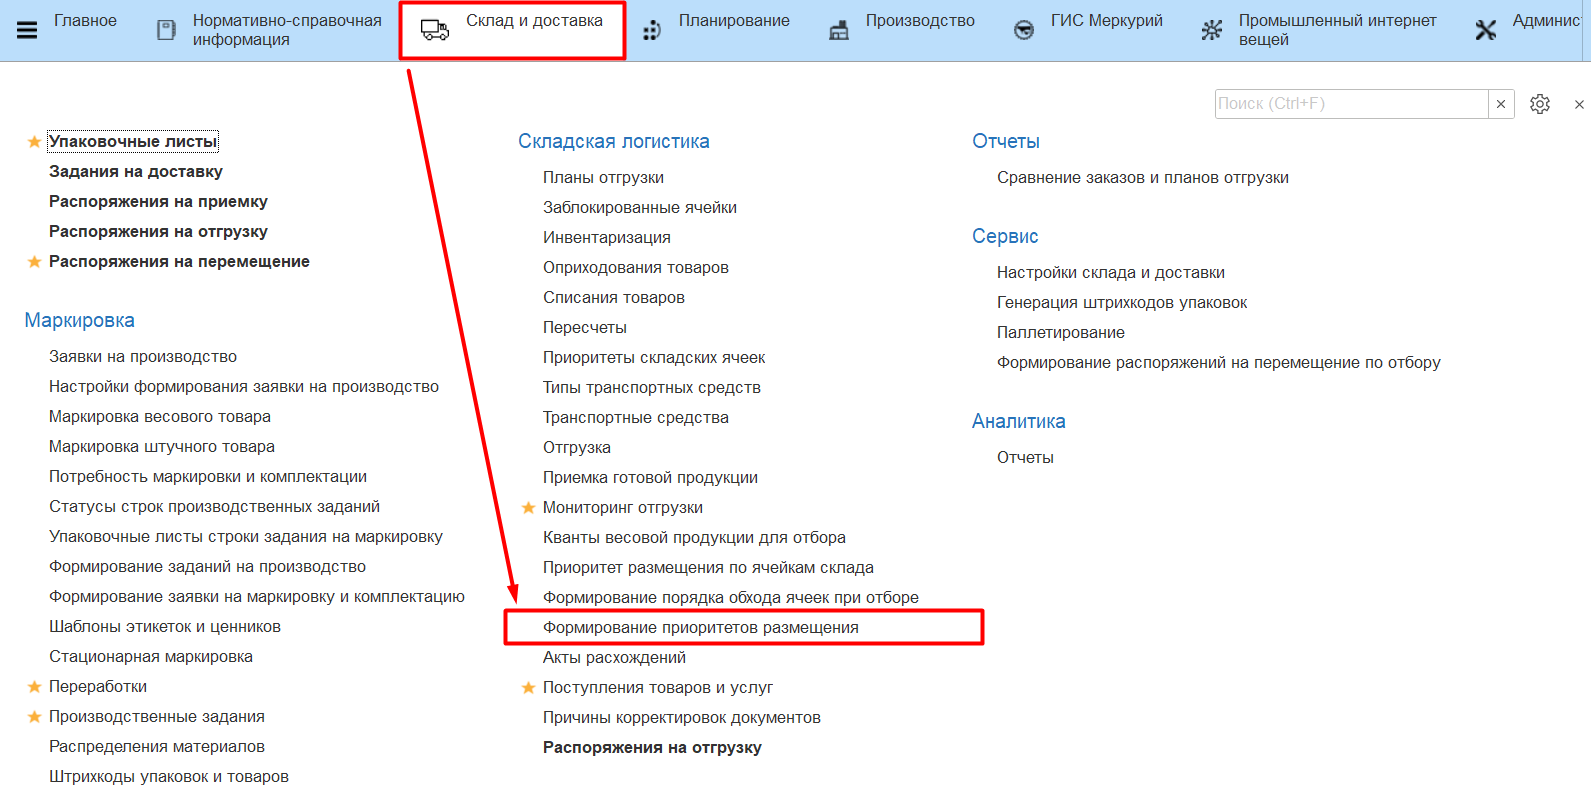 Главное
Нормативно-справочная
информация
Склад и доставка
Планирование
Производство
ГИС Меркурий
Промышленный интернет
вещей
Админис
Поиск (Ctrl+F)
Упаковочные листы
Задания на доставку
Распоряжения на приемку
Распоряжения на отгрузку
Распоряжения на перемещение
Маркировка
Заявки на производство
Настройки формирования заявки на производство
Маркировка весового товара
Маркировка штучного товара
Потребность маркировки и комплектации
Статусы строк производственных заданий
Упаковочные листы строки задания на маркировку
Формирование заданий на производство
Формирование заявки на маркировку и комплектацию
Шаблоны этикеток и ценников
Стационарная маркировка
Переработки
Производственные задания
Распределения материалов
Штрихкоды упаковок и товаров
Складская логистика
Планы отгрузки
Заблокированные ячейки
Инвентаризация
Оприходования товаров
Списания товаров
Пересчеты
Приоритеты складских ячеек
Типы транспортных средств
Транспортные средства
Отгрузка
Приемка готовой продукции
Мониторинг отгрузки
Кванты весовой продукции для отбора
Приоритет размещения по ячейкам склада
Формирование порядка обхода ячеек при отборе
Формирование приоритетов размещения
Акты расхождений
Поступления товаров и услуг
Причины корректировок документов
Распоряжения на отгрузку
Отчеты
Сравнение заказов и планов отгрузки
Сервис
Настройки склада и доставки
Генерация штрихкодов упаковок
Паллетирование
Формирование распоряжений на перемещение по отбору
Аналитика
Отчеты